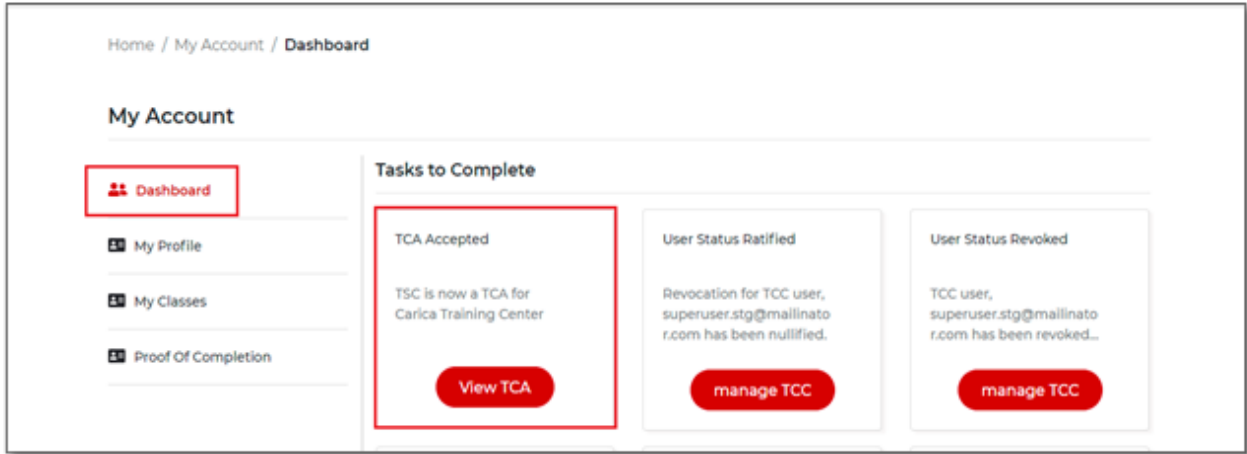 Home / My Account / Dashboard
My Account
Dashboard
My Profile
My Classes
Proof Of Completion
Tasks to Complete
TCA Accepted
TSC is now a TCA for
Carica Training Center
View TCA
User Status Ratified
Revocation for TCC user,
superuser.stg@mailinato
r.com has been nullified.
manage TCC
User Status Revoked
TCC user,
superuser.stg@mailinato
r.com has been revoked...
manage TCC